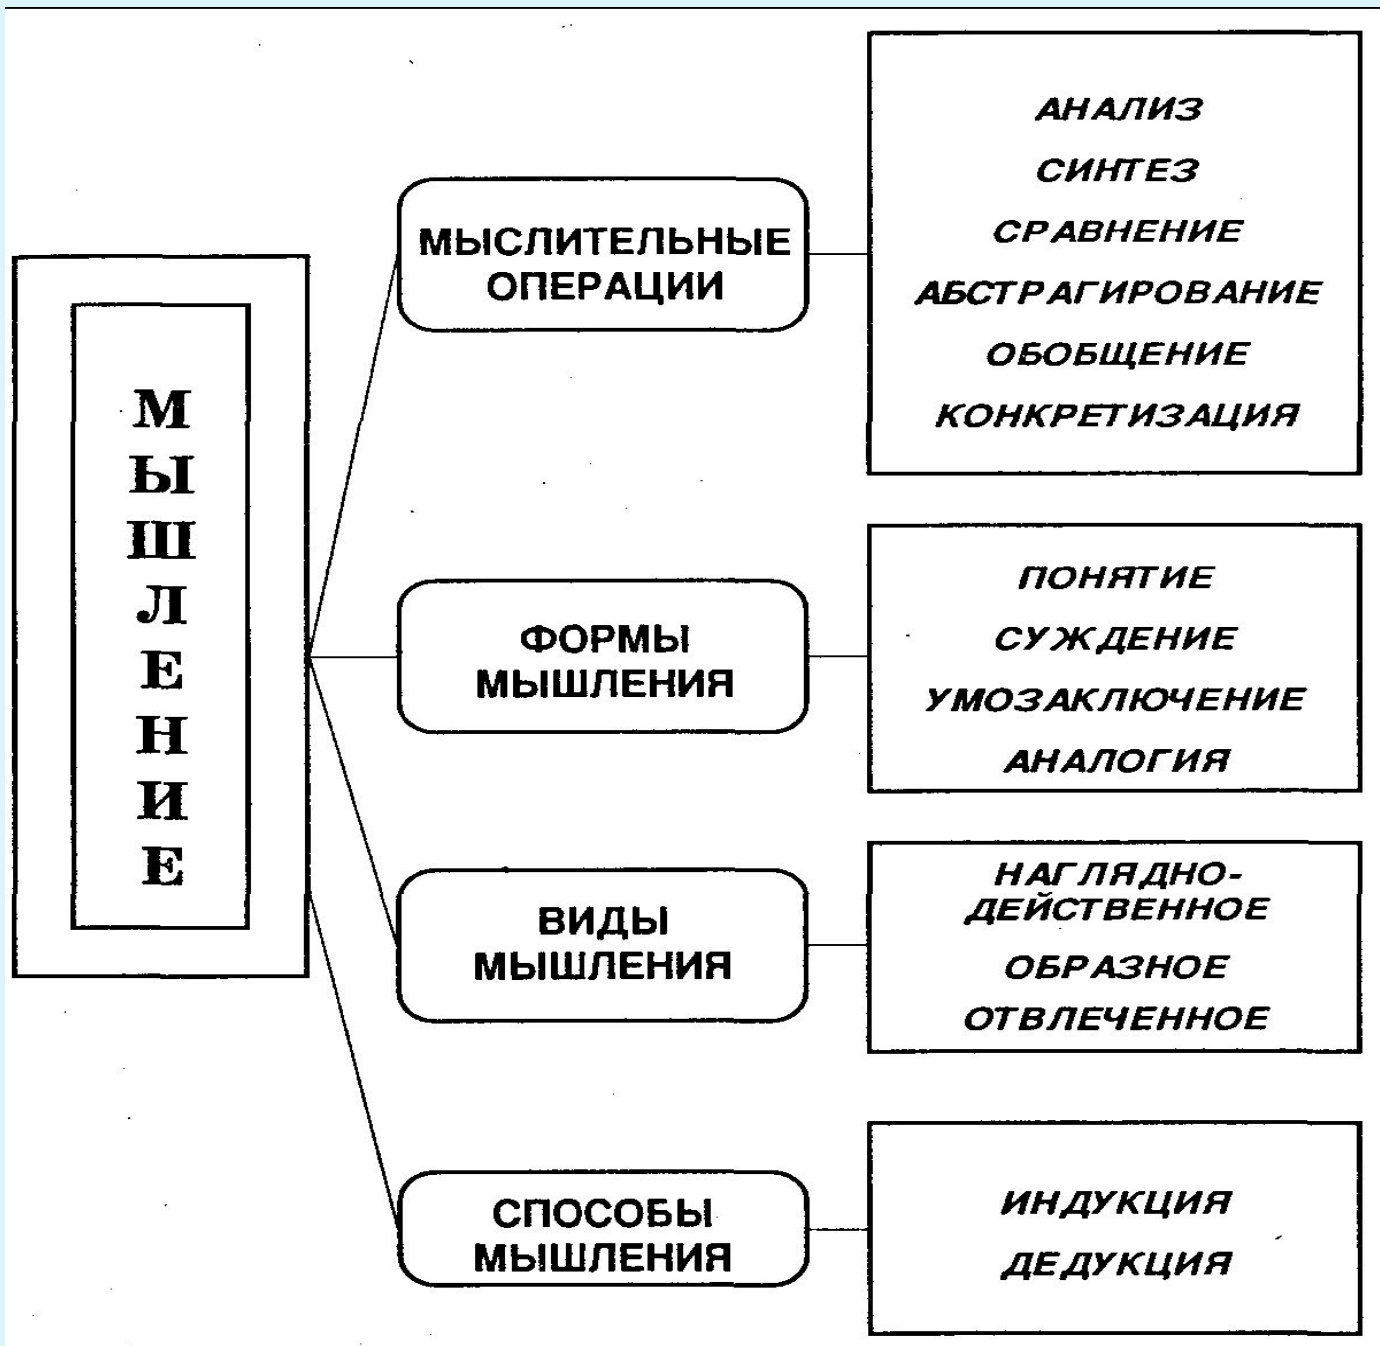 МЫШЛЕНИЕ
МЫСЛИТЕЛЬНЫЕ
ОПЕРАЦИИ
АНАЛИЗ
СИНТЕЗ
СРАВНЕНИЕ
АБСТРАГИРОВАНИЕ
ОБОБЩЕНИЕ
КОНКРЕТИЗАЦИЯ
ФОРМЫ
МЫШЛЕНИЯ
ПОНЯТИЕ
СУЖДЕНИЕ
УМОЗАКЛЮЧЕНИЕ
АНАЛОГИЯ
ВИДЫ
МЫШЛЕНИЯ
НАГЛЯДНО-
ДЕЙСТВЕННОЕ
ОБРАЗНОЕ
ОТВЛЕЧЕННОЕ
СПОСОБЫ
МЫШЛЕНИЯ
ИНДУКЦИЯ
ДЕДУКЦИЯ